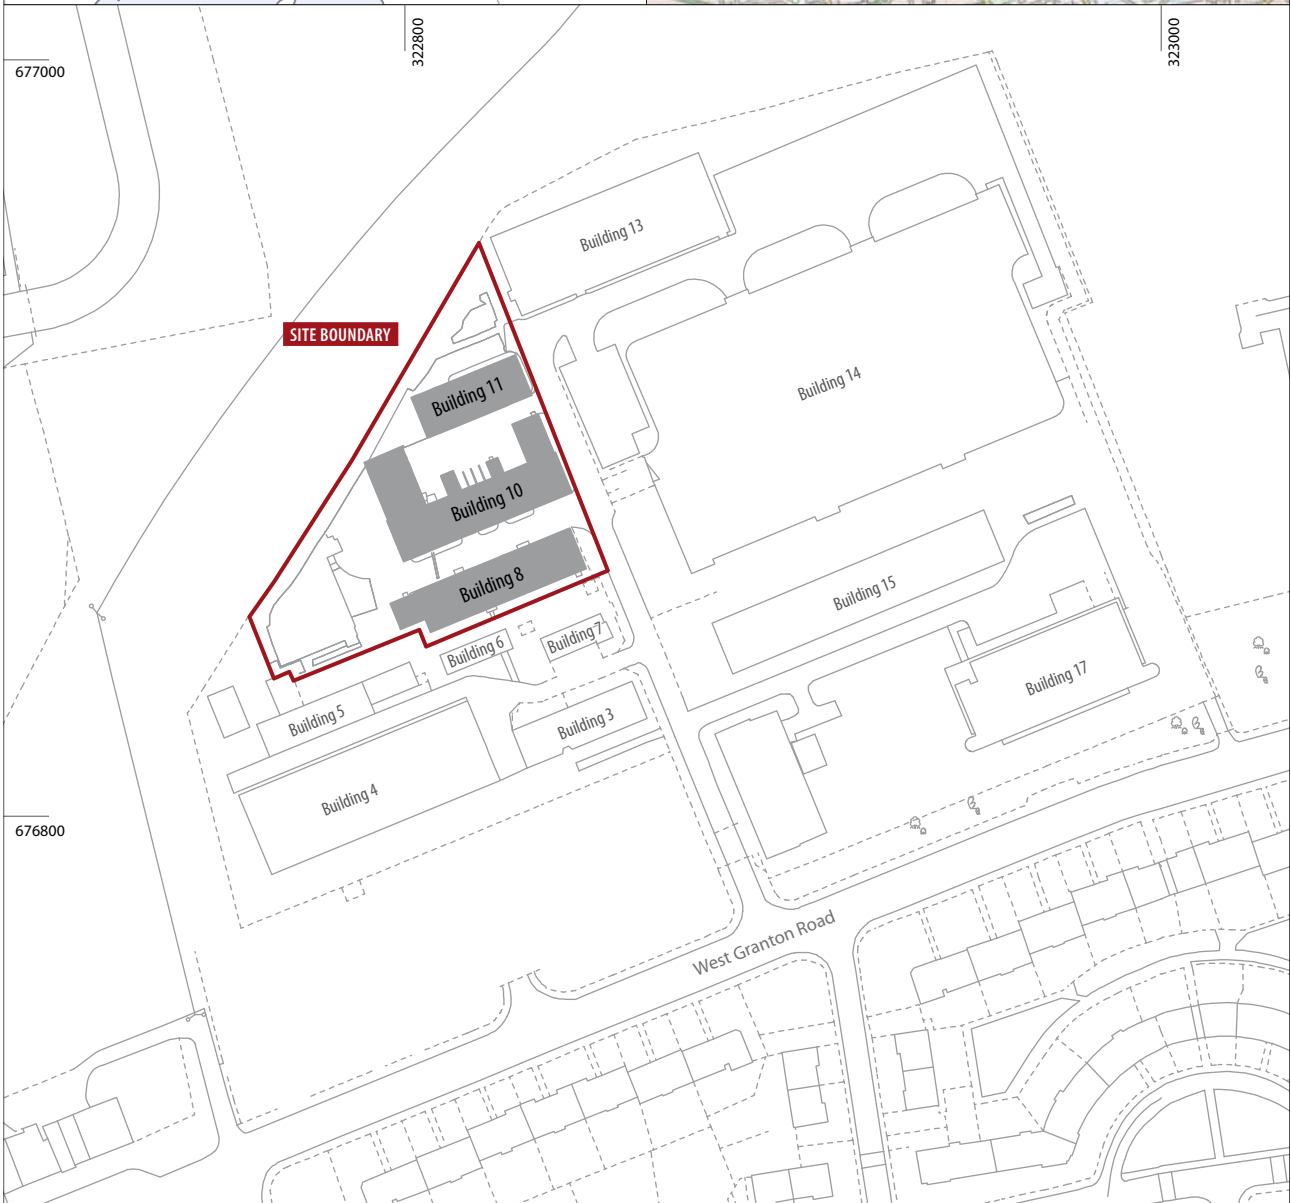 322800
323000
677000
Building 13
SITE BOUNDARY
Building 11
Building 14
Building 10
Building 8
Building 15
Building 7
Building 6
Building 17
Building 5
Building 3
Building 4
676800
West Granton Road